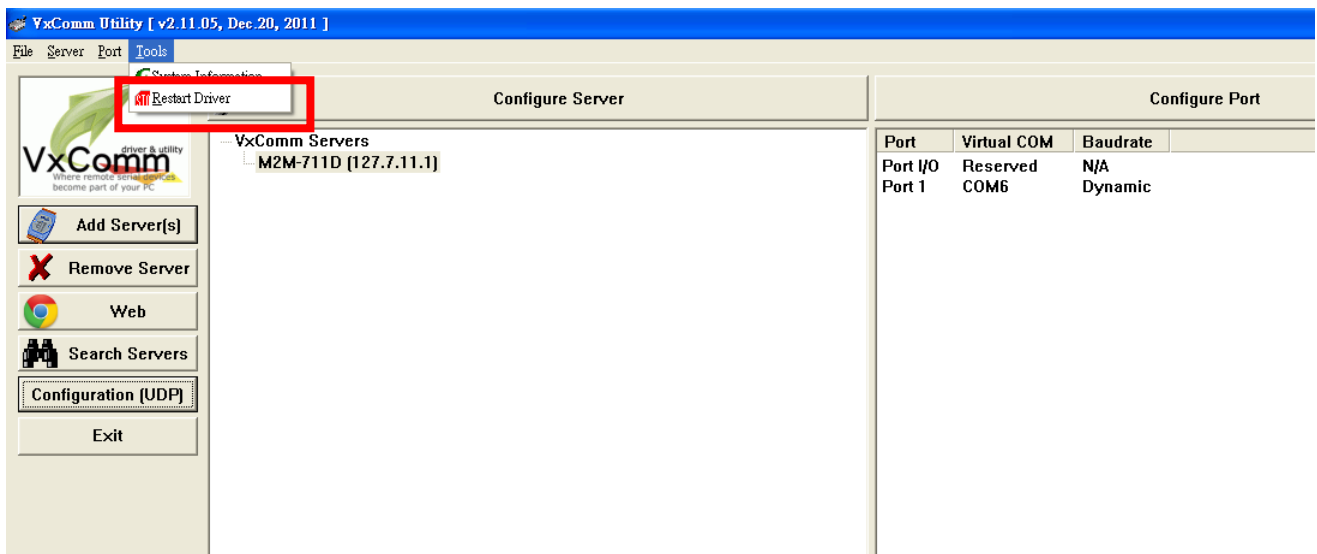 VxComm Utility [ v2.11.05, Dec.20, 2011 ]
File Server Port Tools
System Information
Restart Driver
Configure Server
Configure Port
VxComm
driver & utility
Where remote serial devices
become part of your PC
VxComm Servers
M2M-711D (127.7.11.1)
Port Virtual COM Baudrate
Port I/O Reserved N/A
Port 1 COM6 Dynamic
Add Server(s)
Remove Server
Web
Search Servers
Configuration (UDP)
Exit